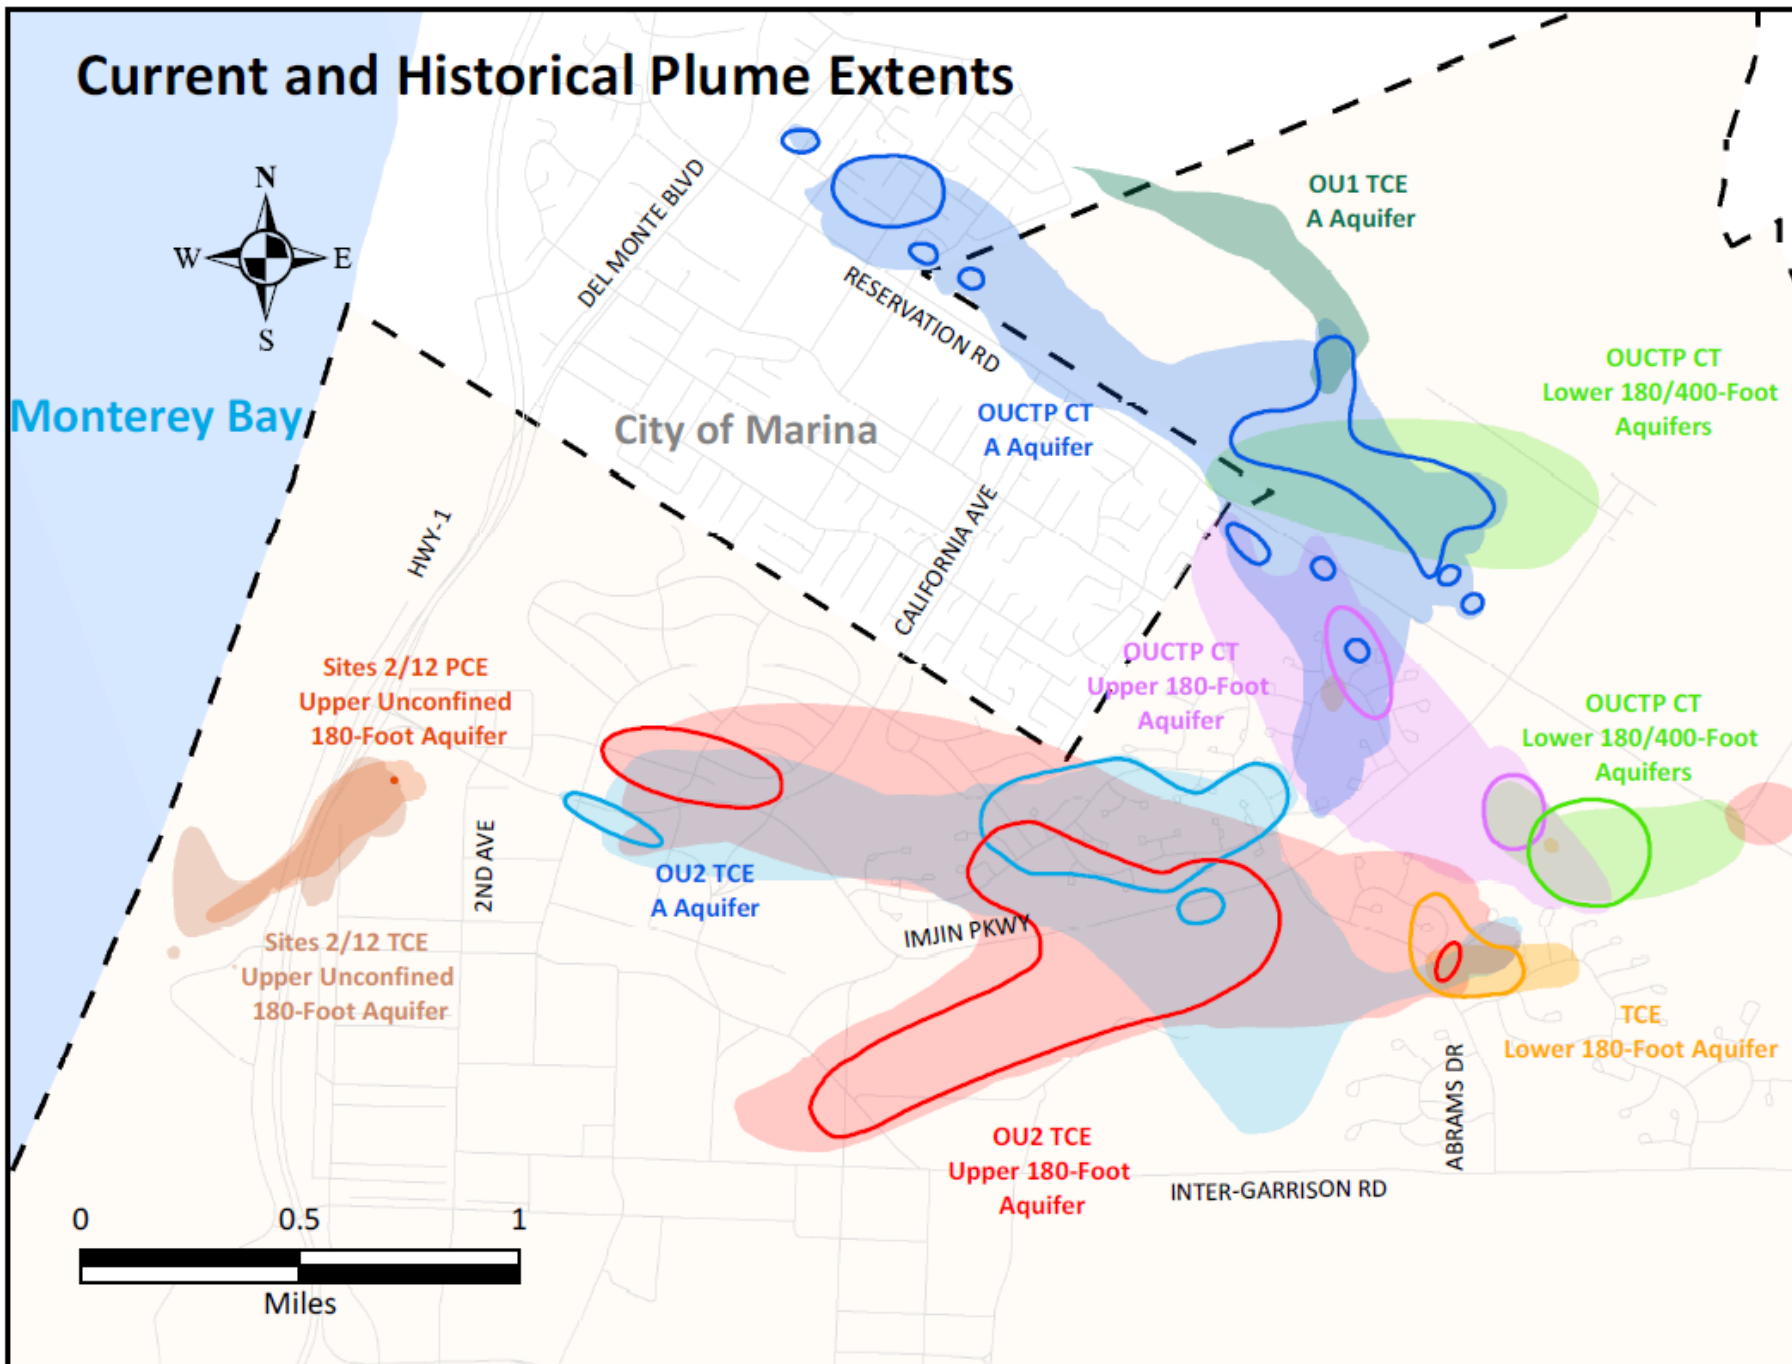 Current and Historical Plume Extents
N
W
E
S
DEL MONTE BLVD
RESERVATION RD
OU1 TCE
A Aquifer
1
OUCTP CT
Lower 180/400-Foot
Aquifers
Monterey Bay
City of Marina
OUCTP CT
A Aquifer
HWY-1
CALIFORNIA AVE
Sites 2/12 PCE
Upper Unconfined
180-Foot Aquifer
OUCTP CT
Upper 180-Foot
Aquifer
OUCTP CT
Lower 180/400-Foot
Aquifers
2ND AVE
OU2 TCE
A Aquifer
IMJIN PKWY
Sites 2/12 TCE
Upper Unconfined
180-Foot Aquifer
TCE
Lower 180-Foot Aquifer
ABRAMS DR
OU2 TCE
Upper 180-Foot
Aquifer
INTER-GARRISON RD
0 0.5 1
Miles